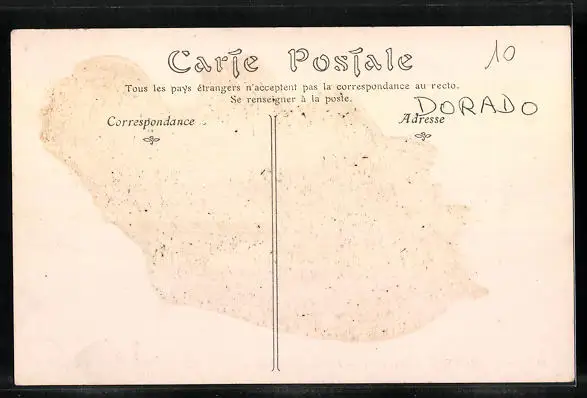 Carte Postale
10
Tous les pays étrangers n'acceptent pas la correspondance au recto.
Se renseigner à la poste.
DORADO
Correspondance
Adresse